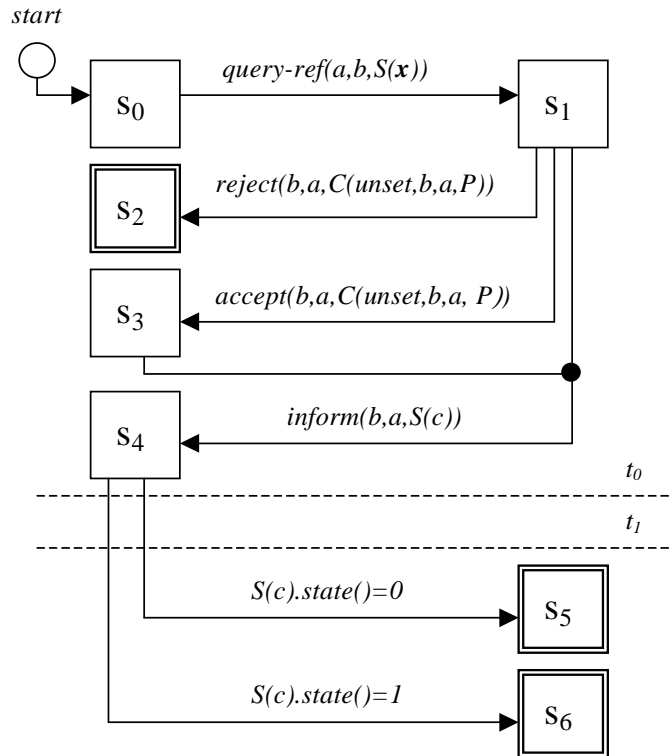 start
s₀
query-ref(a,b,S(x))
s₁
s₂
reject(b,a,C(unset,b,a,P))
s₃
accept(b,a,C(unset,b,a, P))
s₄
inform(b,a,S(c))
t₀
t₁
S(c).state()=0
s₅
S(c).state()=1
s₆